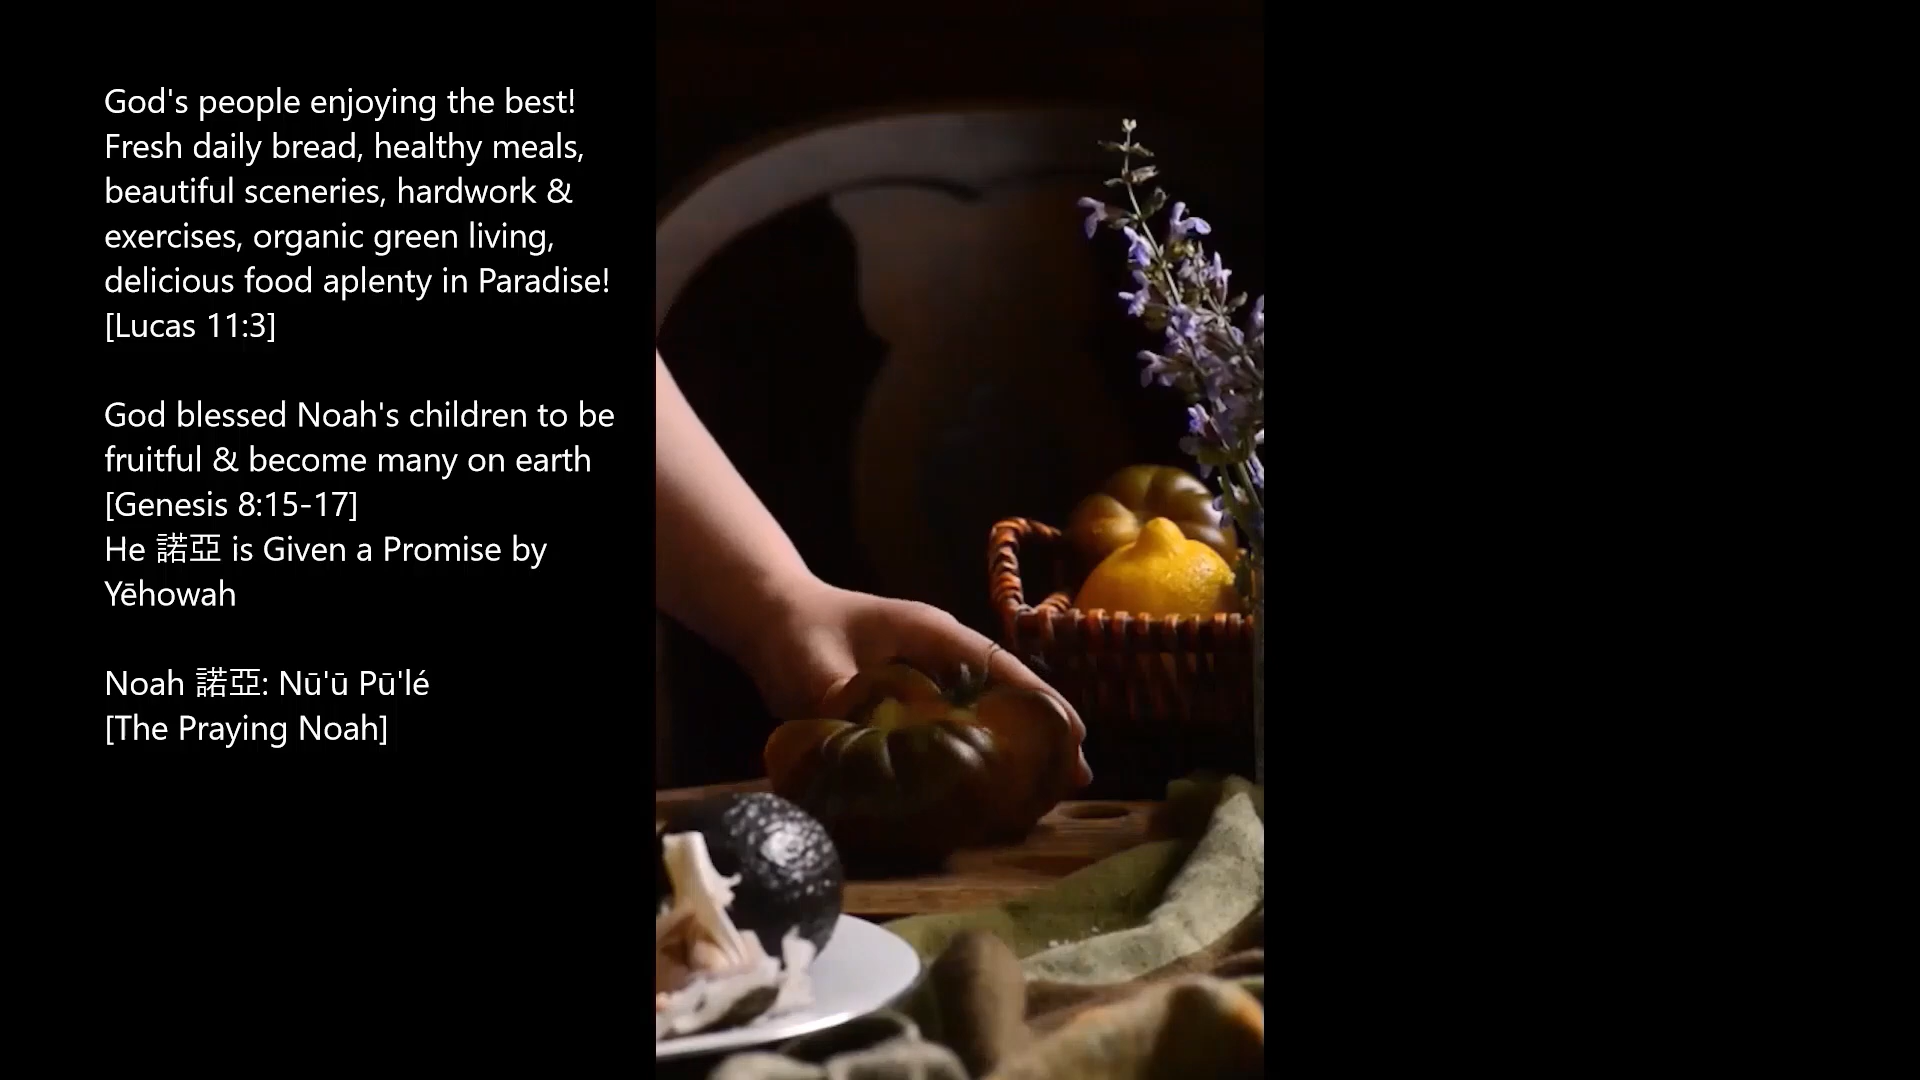 God's people enjoying the best!
Fresh daily bread, healthy meals,
beautiful sceneries, hardwork &
exercises, organic green living,
delicious food aplenty in Paradise!
[Lucas 11:3]
God blessed Noah's children to be
fruitful & become many on earth
[Genesis 8:15-17]
He 諾亞 is Given a Promise by
Yēhowah
Noah 諾亞: Nū'ū Pū'lé
[The Praying Noah]